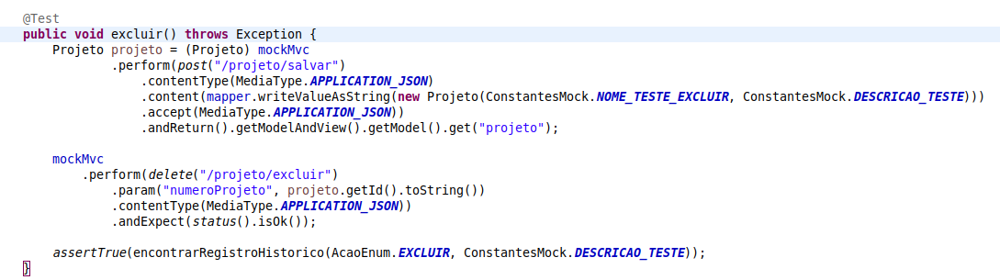 @Test
public void excluir() throws Exception {
    Projeto projeto = (Projeto) mockMvc
            .perform(post("/projeto/salvar")
                .contentType(MediaType.APPLICATION_JSON)
                .content(mapper.writeValueAsString(new Projeto(ConstantesMock.NOME_TESTE_EXCLUIR, ConstantesMock.DESCRICAO_TESTE)))
                .accept(MediaType.APPLICATION_JSON))
                .andReturn().getModelAndView().getModel().get("projeto");

    mockMvc
        .perform(delete("/projeto/excluir")
            .param("numeroProjeto", projeto.getId().toString())
            .contentType(MediaType.APPLICATION_JSON))
            .andExpect(status().isOk());

    assertTrue(encontrarRegistroHistorico(AcaoEnum.EXCLUIR, ConstantesMock.DESCRICAO_TESTE));
}